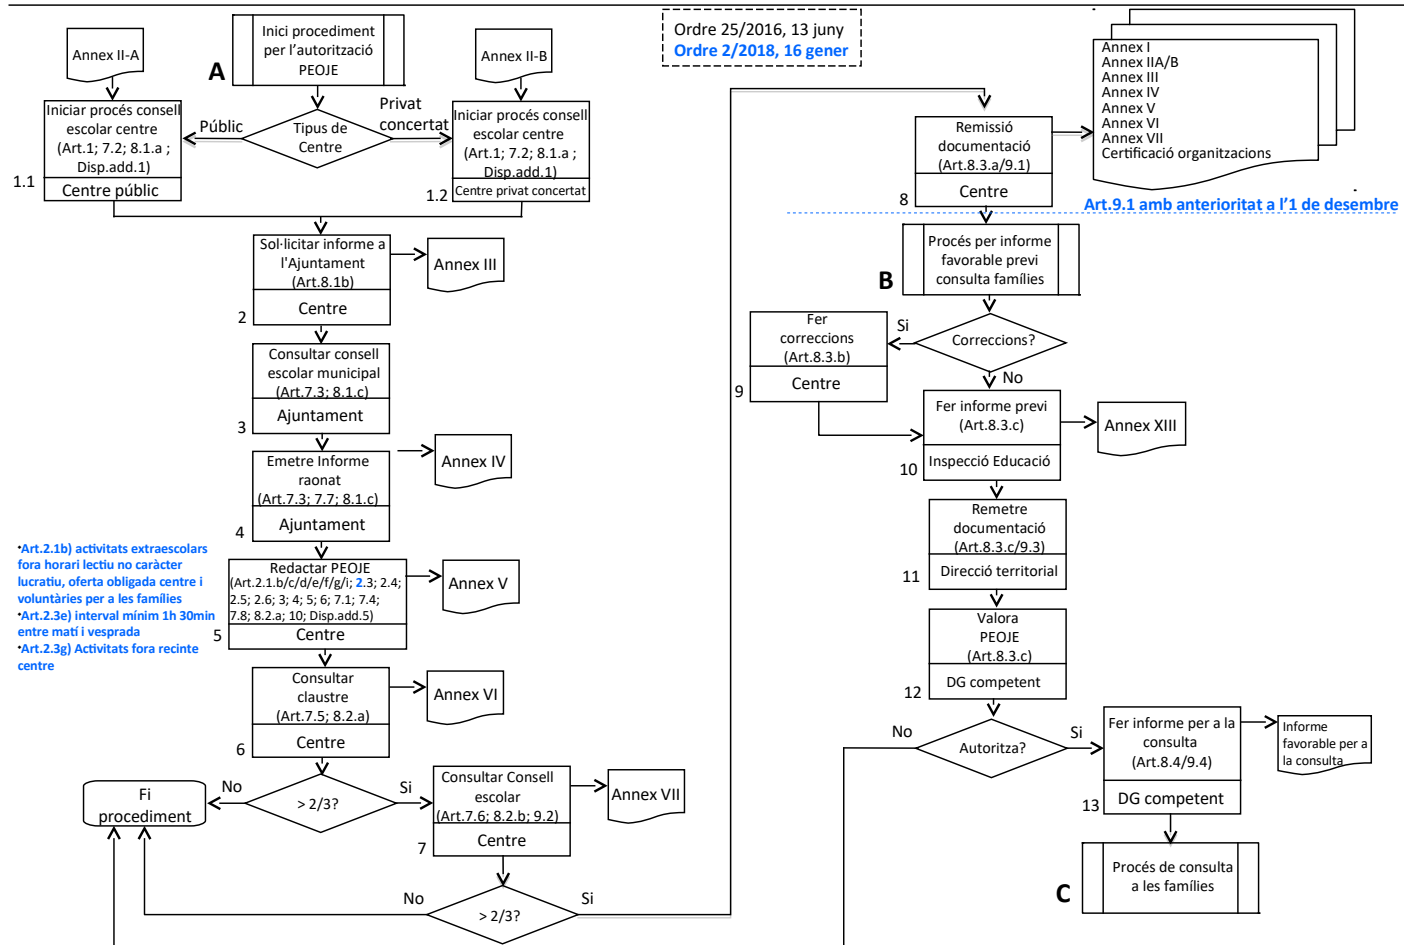 Ordre 25/2016, 13 juny
Ordre 2/2018, 16 gener
A
Inici procediment
per l'autorització
PEOJE
Annex II-A
Annex II-B
Tipus de
Centre
Públic
Privat
concertat
Iniciar procés consell
escolar centre
(Art.1; 7.2; 8.1.a ;
Disp.add.1)
Centre públic
1.1
Iniciar procés consell
escolar centre
(Art.1; 7.2; 8.1.a ;
Disp.add.1)
Centre privat concertat
1.2
Sol·licitar informe a
l'Ajuntament
(Art.8.1b)
Centre
2
Annex III
Consultar consell
escolar municipal
(Art.7.3; 8.1.c)
Ajuntament
3
Emetre Informe
raonat
(Art.7.3; 7.7; 8.1.c)
Ajuntament
4
Annex IV
•Art.2.1b) activitats extraescolars
fora horari lectiu no caràcter
lucratiu, oferta obligada centre i
voluntàries per a les famílies
•Art.2.3e) interval mínim 1h 30min
entre matí i vesprada
•Art.2.3g) Activitats fora recinte
centre
Redactar PEOJE
(Art.2.1.b/c/d/e/f/g/i; 2.3; 2.4;
2.5; 2.6; 3; 4; 5; 6; 7.1; 7.4;
7.8; 8.2.a; 10; Disp.add.5)
Centre
5
Annex V
Consultar
claustre
(Art.7.5; 8.2.a)
Centre
6
Annex VI
> 2/3?
No
Si
Fi
procediment
Consultar Consell
escolar
(Art.7.6; 8.2.b; 9.2)
Centre
7
Annex VII
> 2/3?
No
Si
Remissió
documentació
(Art.8.3.a/9.1)
Centre
8
Annex I
Annex IIA/B
Annex III
Annex IV
Annex V
Annex VI
Annex VII
Certificació organitzacions
Art.9.1 amb anterioritat a l'1 de desembre
B
Procés per informe
favorable previ
consulta famílies
Correccions?
Si
No
Fer
correccions
(Art.8.3.b)
Centre
9
Fer informe previ
(Art.8.3.c)
Inspecció Educació
10
Annex XIII
Remetre
documentació
(Art.8.3.c/9.3)
Direcció territorial
11
Valora
PEOJE
(Art.8.3.c)
DG competent
12
Autoritza?
No
Si
Fer informe per a la
consulta
(Art.8.4/9.4)
DG competent
13
Informe
favorable per a
la consulta
C
Procés de consulta
a les famílies